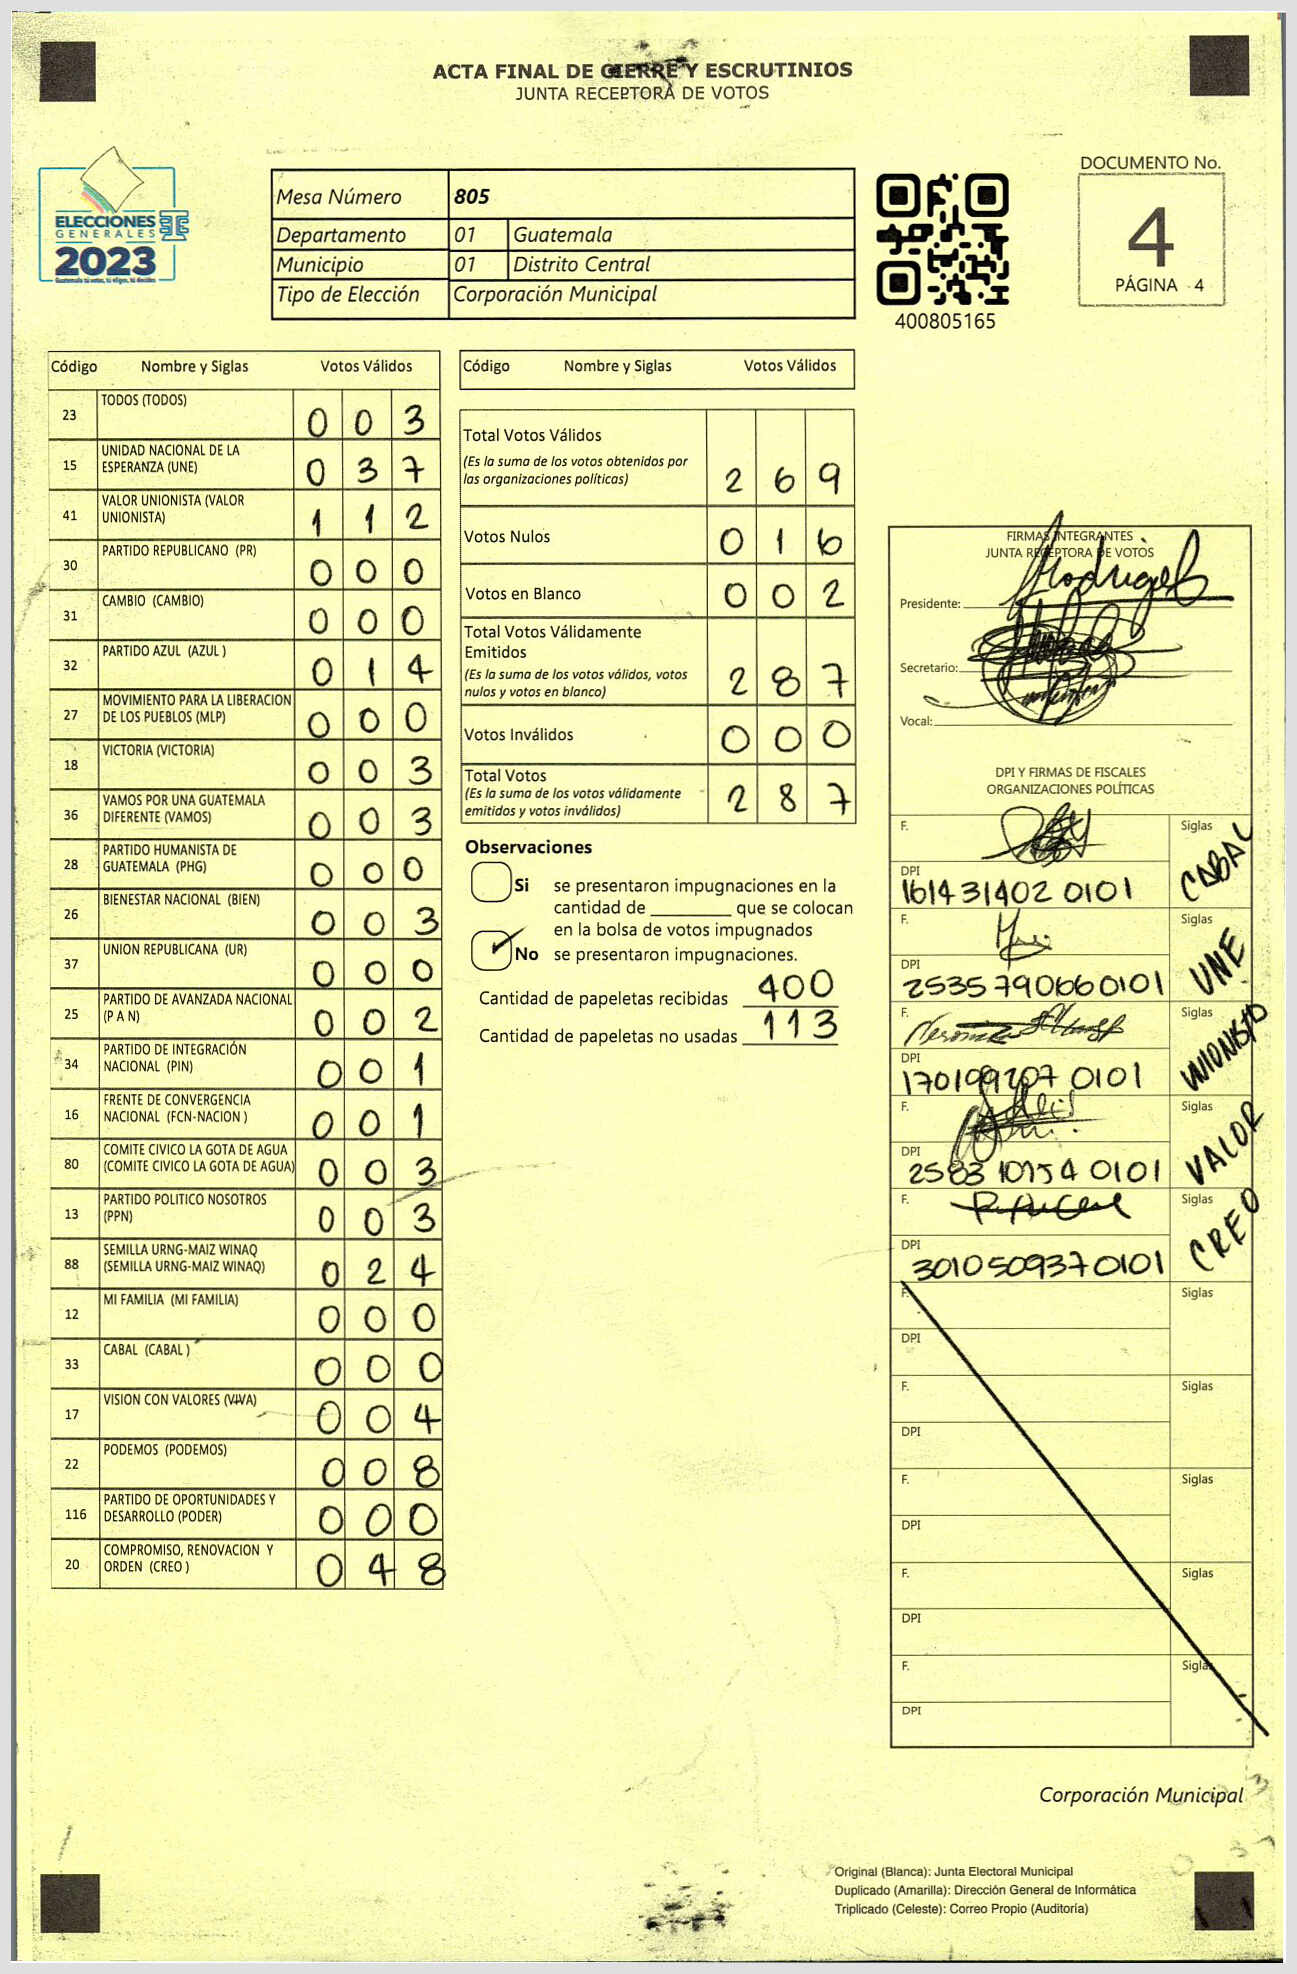 ACTA FINAL DE CIERRE Y ESCRUTINIOS
JUNTA RECEPTORA DE VOTOS
ELECCIONES
GENERALES
2023
Guatemala tú votas, tú eliges, tú decides
Mesa Número 805
Departamento 01 Guatemala
Municipio 01 Distrito Central
Tipo de Elección Corporación Municipal
400805165
DOCUMENTO No.
4
PÁGINA 4
Código Nombre y Siglas Votos Válidos
23 TODOS (TODOS) 0 0 3
15 UNIDAD NACIONAL DE LA
ESPERANZA (UNE) 0 3 7
41 VALOR UNIONISTA (VALOR
UNIONISTA) 1 1 2
30 PARTIDO REPUBLICANO (PR) 0 0 0
31 CAMBIO (CAMBIO) 0 0 0
32 PARTIDO AZUL (AZUL ) 0 1 4
27 MOVIMIENTO PARA LA LIBERACION
DE LOS PUEBLOS (MLP) 0 0 0
18 VICTORIA (VICTORIA) 0 0 3
36 VAMOS POR UNA GUATEMALA
DIFERENTE (VAMOS) 0 0 3
28 PARTIDO HUMANISTA DE
GUATEMALA (PHG) 0 0 0
26 BIENESTAR NACIONAL (BIEN) 0 0 3
37 UNION REPUBLICANA (UR) 0 0 0
25 PARTIDO DE AVANZADA NACIONAL
(P A N) 0 0 2
34 PARTIDO DE INTEGRACIÓN
NACIONAL (PIN) 0 0 1
16 FRENTE DE CONVERGENCIA
NACIONAL (FCN-NACION ) 0 0 1
80 COMITE CIVICO LA GOTA DE AGUA
(COMITE CIVICO LA GOTA DE AGUA) 0 0 3
13 PARTIDO POLITICO NOSOTROS
(PPN) 0 0 3
88 SEMILLA URNG-MAIZ WINAQ
(SEMILLA URNG-MAIZ WINAQ) 0 2 4
12 MI FAMILIA (MI FAMILIA) 0 0 0
33 CABAL (CABAL ) 0 0 0
17 VISION CON VALORES (VIVA) 0 0 4
22 PODEMOS (PODEMOS) 0 0 8
116 PARTIDO DE OPORTUNIDADES Y
DESARROLLO (PODER) 0 0 0
20 COMPROMISO, RENOVACION Y
ORDEN (CREO ) 0 4 8
Código Nombre y Siglas Votos Válidos
Total Votos Válidos
(Es la suma de los votos obtenidos por
las organizaciones políticas) 2 6 9
Votos Nulos 0 1 6
Votos en Blanco 0 0 2
Total Votos Válidamente
Emitidos
(Es la suma de los votos válidos, votos
nulos y votos en blanco) 2 8 7
Votos Inválidos 0 0 0
Total Votos
(Es la suma de los votos válidamente
emitidos y votos inválidos) 2 8 7
Observaciones
Si se presentaron impugnaciones en la
cantidad de ________ que se colocan
en la bolsa de votos impugnados
No se presentaron impugnaciones.
Cantidad de papeletas recibidas 400
Cantidad de papeletas no usadas 113
FIRMAS INTEGRANTES
JUNTA RECEPTORA DE VOTOS
Presidente:
Secretario:
Vocal:
DPI Y FIRMAS DE FISCALES
ORGANIZACIONES POLÍTICAS
F. Siglas CABAL
DPI
161431402 0101
F. Siglas UNE
DPI
2535790660101
F. Siglas UNIONISTA
DPI
170199207 0101
F. Siglas VALOR
DPI
2583 10154 0101
F. Siglas CREO
DPI
3010509370101
F. Siglas
DPI
F. Siglas
DPI
F. Siglas
DPI
F. Siglas
DPI
F. Siglas
DPI
Corporación Municipal
Original (Blanca): Junta Electoral Municipal
Duplicado (Amarilla): Dirección General de Informática
Triplicado (Celeste): Correo Propio (Auditoría)